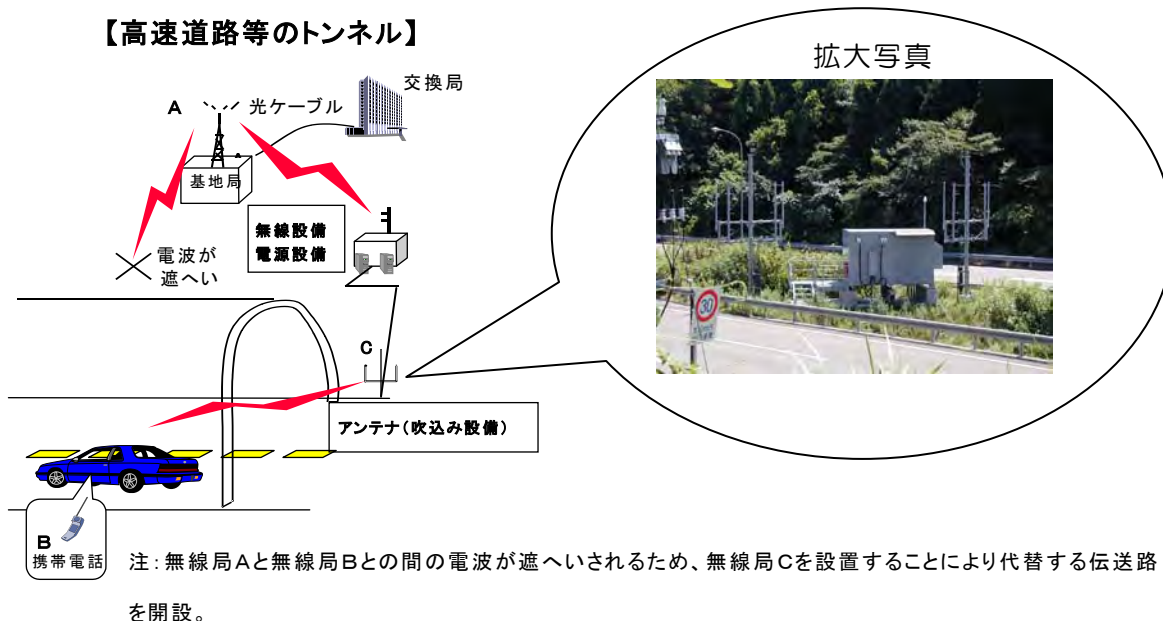 【高速道路等のトンネル】
拡大写真
交換局
A
光ケーブル
基地局
無線設備
電源設備
電波が
遮へい
C
アンテナ(吹込み設備)
30
B
携帯電話
注:無線局Aと無線局Bとの間の電波が遮へいされるため、無線局Cを設置することにより代替する伝送路
を開設。